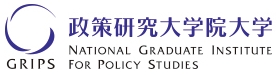 政策研究大学院大学
NATIONAL GRADUATE INSTITUTE
FOR POLICY STUDIES
GRIPS